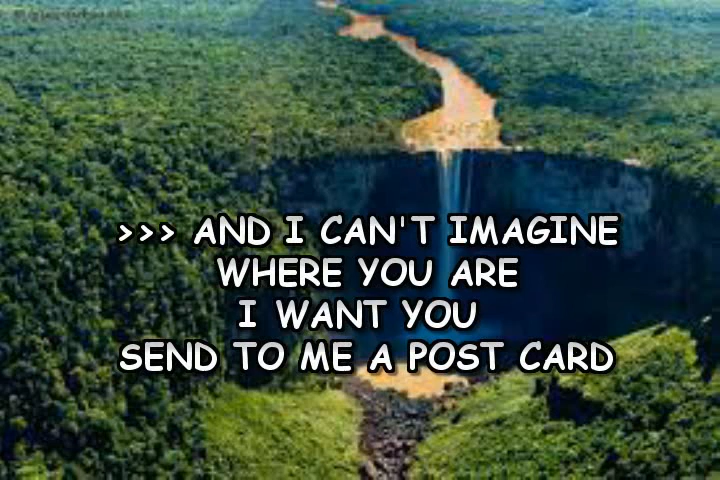 >>> AND I CAN'T IMAGINE
WHERE YOU ARE
I WANT YOU
SEND TO ME A POST CARD